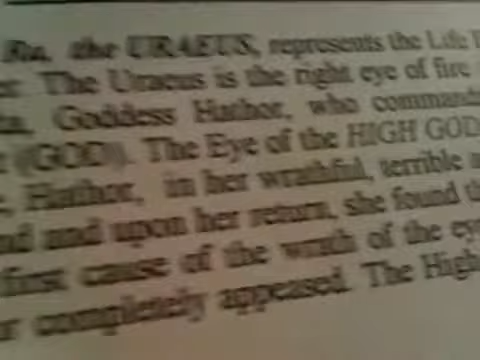 Ra, the URAEUS, represents the Life
The Uraeus is the right eye of fire
Goddess Hathor, who command
(GOD). The Eye of the HIGH GOD
Hathor, in her wrathful, terrible a
nd and upon her return, she found th
first cause of the wrath of the eye
r completely appeased. The High